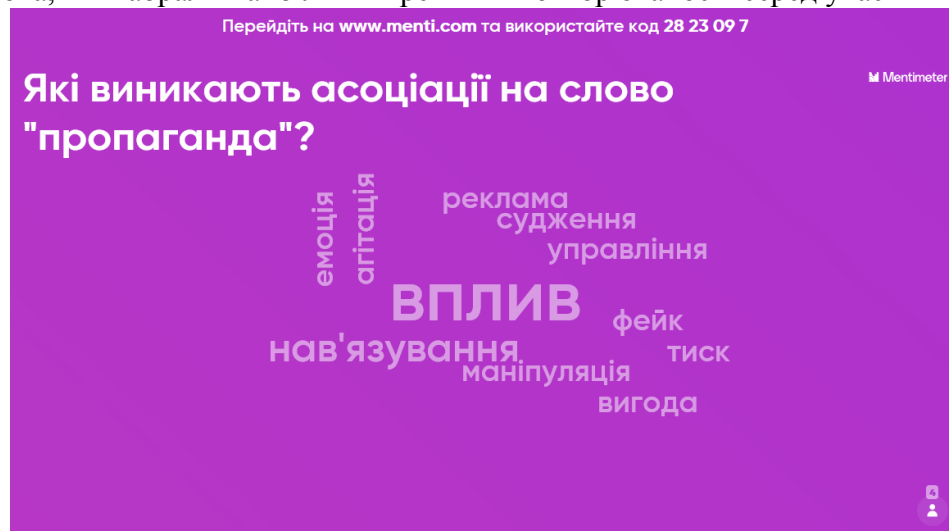 Перейдіть на www.menti.com та використайте код 28 23 09 7
Mentimeter
Які виникають асоціації на слово
"пропаганда"?
емоція
агітація
реклама
судження
управління
ВПЛИВ
фейк
нав'язування
тиск
маніпуляція
вигода
4